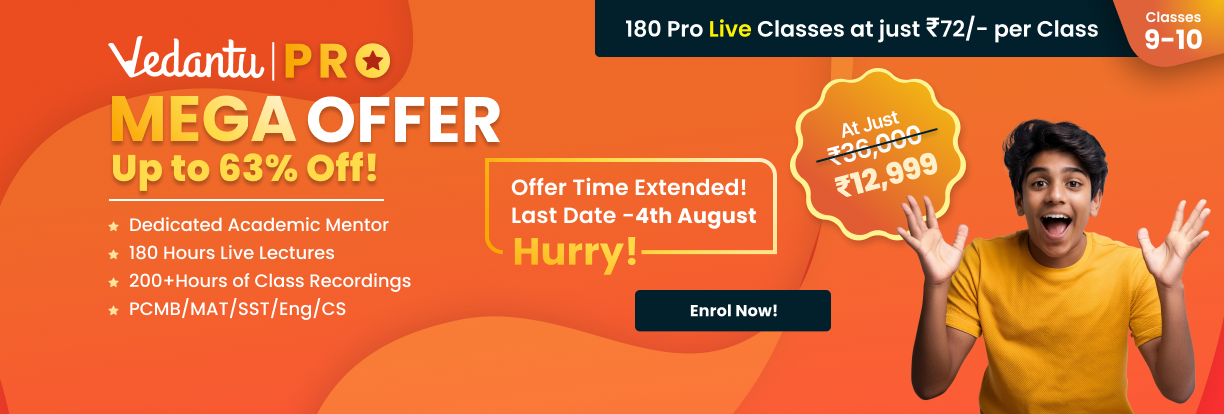 180 Pro Live Classes at just ₹72/- per Class
Classes
9-10
Vedantu | PRO
MEGA OFFER
Up to 63% Off!
Dedicated Academic Mentor
180 Hours Live Lectures
200+Hours of Class Recordings
PCMB/MAT/SST/Eng/CS
Offer Time Extended!
Last Date -4th August
Hurry!
At Just
₹36,000
₹12,999
Enrol Now!